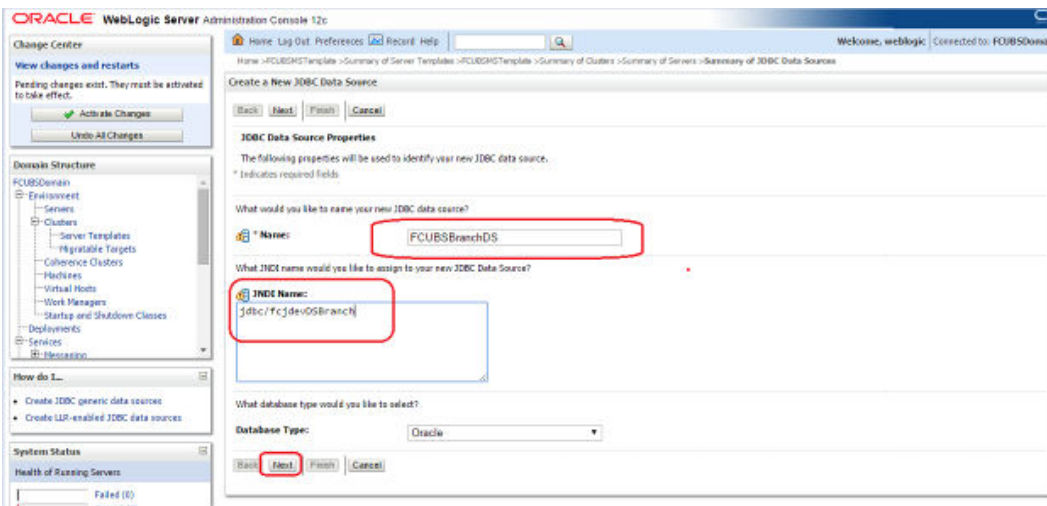 ORACLE WebLogic Server Administration Console 12c
Change Center
View changes and restarts
Pending changes exist. They must be activated
to take effect.
Activate Changes
Undo All Changes
Domain Structure
FCUBSDomain
Environment
Servers
Clusters
Server Templates
Migratable Targets
Coherence Clusters
Machines
Virtual Hosts
Work Managers
Startup and Shutdown Classes
Deployments
Services
Messaging
How do I...
Create JDBC generic data sources
Create LLR-enabled JDBC data sources
System Status
Health of Running Servers
Failed (0)
Home Log Out Preferences Record Help
Welcome, weblogic Connected to: FCUBSDoma
Home >FCUBSMSTemplate >Summary of Server Templates >FCUBSMSTemplate >Summary of Clusters >Summary of Servers >Summary of JDBC Data Sources
Create a New JDBC Data Source
Back Next Finish Cancel
JDBC Data Source Properties
The following properties will be used to identify your new JDBC data source.
* Indicates required fields
What would you like to name your new JDBC data source?
* Name: FCUBSBranchDS
What JNDI name would you like to assign to your new JDBC Data Source?
JNDI Name:
jdbc/fcjdevDSBranch
What database type would you like to select?
Database Type: Oracle
Back Next Finish Cancel